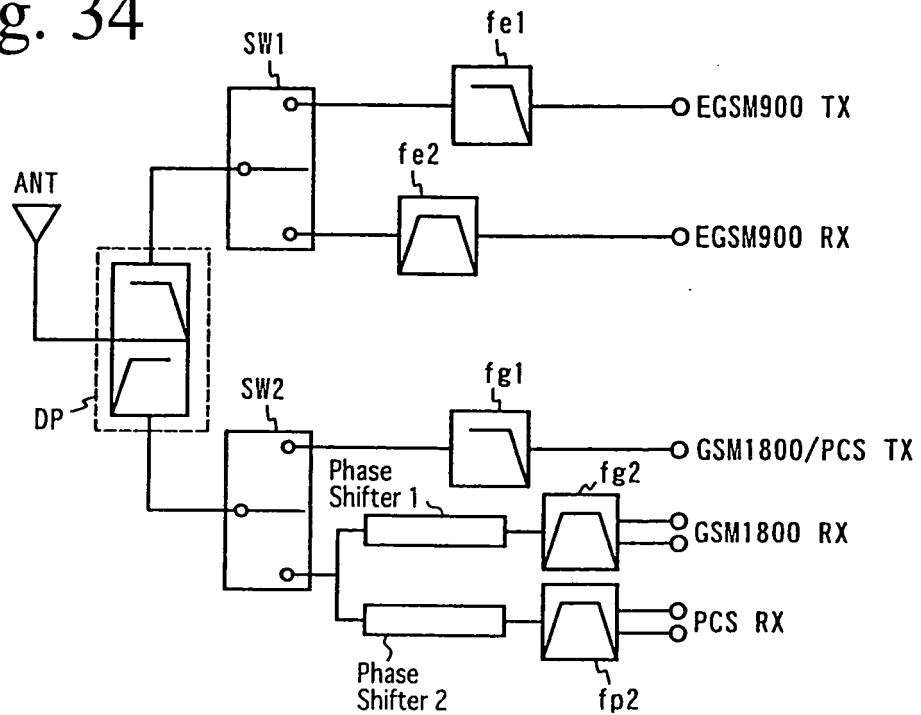 g. 34
fe1
SW1
EGSM900 TX
fe2
ANT
EGSM900 RX
fg1
SW2
DP
GSM1800/PCS TX
Phase
Shifter 1
fg2
GSM1800 RX
PCS RX
Phase
Shifter 2
fp2